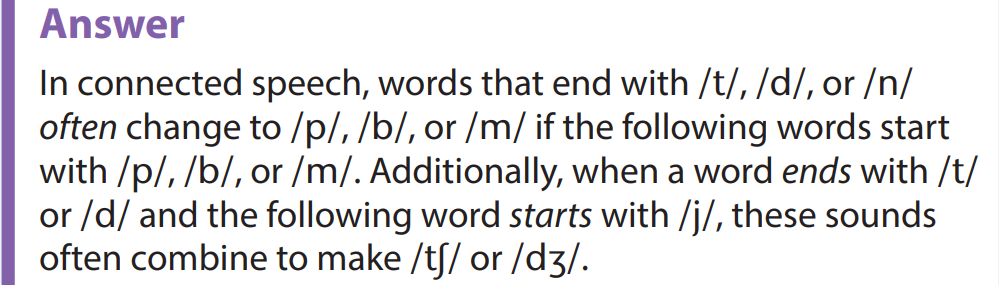 Answer
In connected speech, words that end with /t/, /d/, or /n/
often change to /p/, /b/, or /m/ if the following words start
with /p/, /b/, or /m/. Additionally, when a word ends with /t/
or /d/ and the following word starts with /j/, these sounds
often combine to make /tʃ/ or /dʒ/.